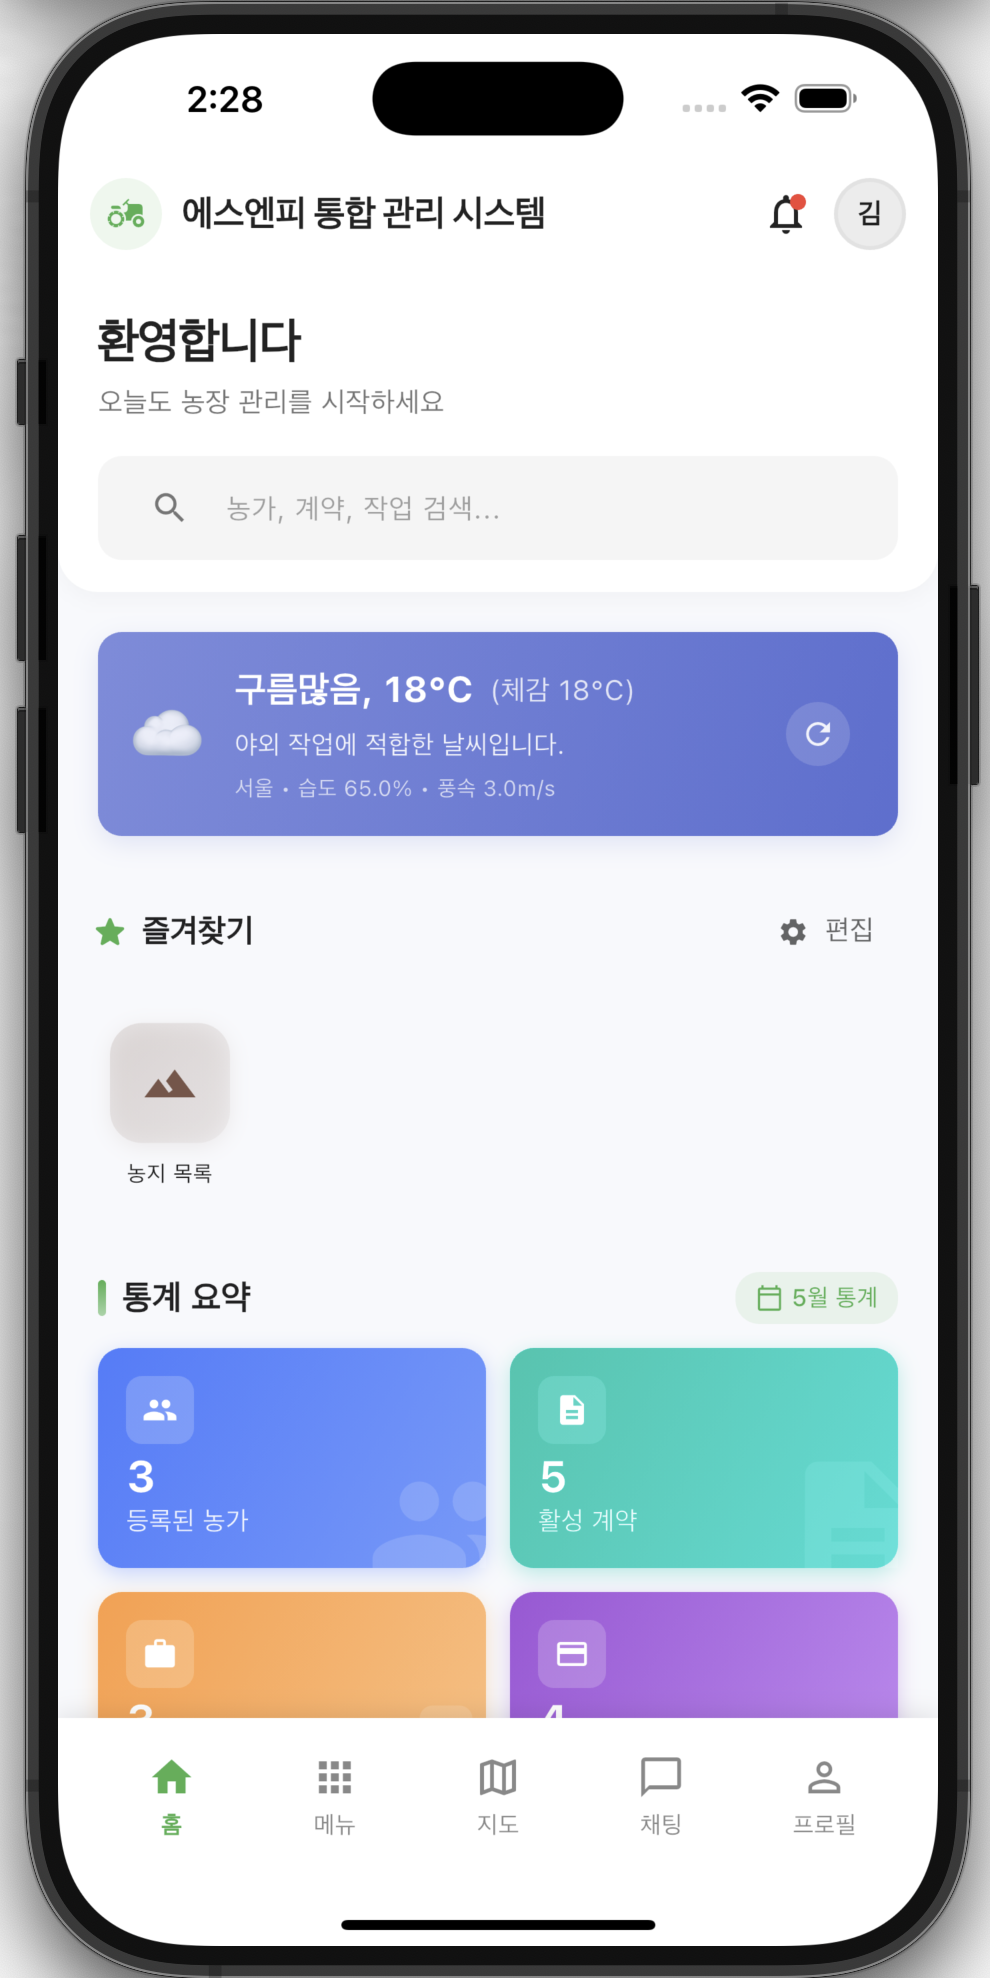 2:28
에스엔피 통합 관리 시스템
김
환영합니다
오늘도 농장 관리를 시작하세요
농가, 계약, 작업 검색...
구름많음, 18°C (체감 18°C)
야외 작업에 적합한 날씨입니다.
서울 • 습도 65.0% • 풍속 3.0m/s
즐겨찾기
편집
농지 목록
통계 요약
5월 통계
3
등록된 농가
5
활성 계약
4
홈
메뉴
지도
채팅
프로필